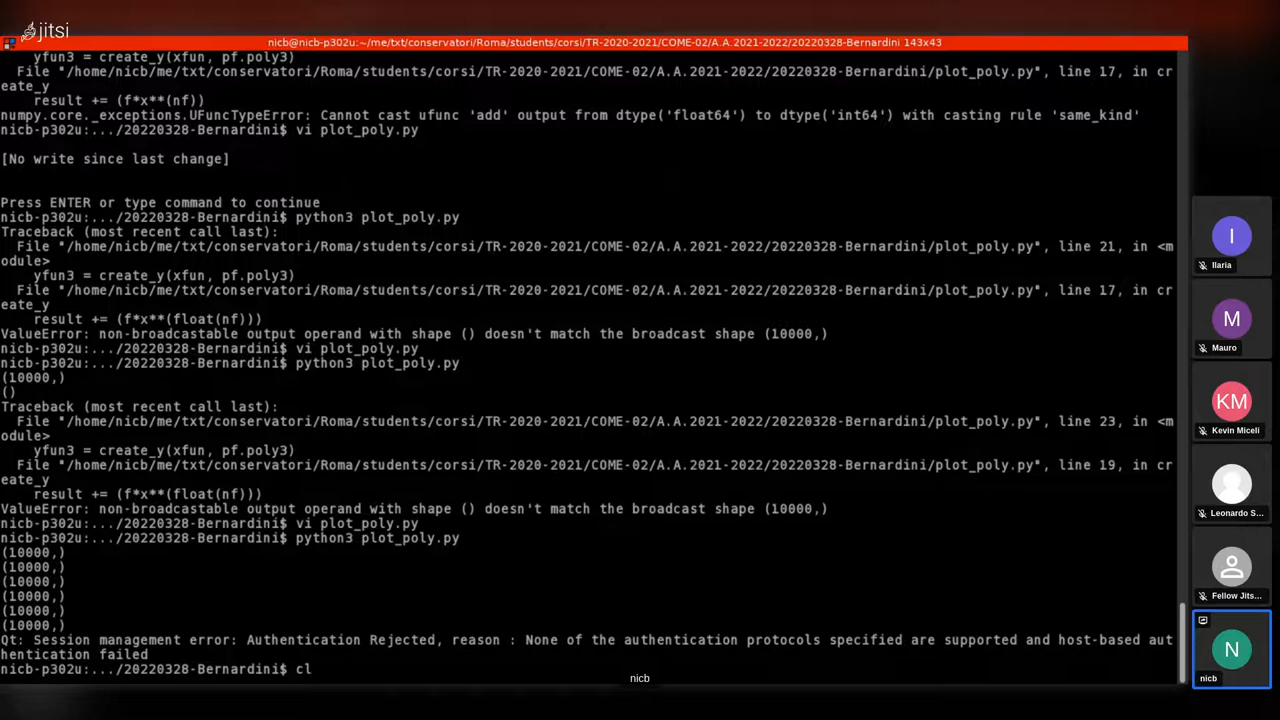 jitsi
nicb@nicb-p302u:~/me/txt/conservatori/Roma/students/corsi/TR-2020-2021/COME-02/A.A.2021-2022/20220328-Bernardini 143x43
    yfun3 = create_y(xfun, pf.poly3)
  File "/home/nicb/me/txt/conservatori/Roma/students/corsi/TR-2020-2021/COME-02/A.A.2021-2022/20220328-Bernardini/plot_poly.py", line 17, in cr
eate_y
    result += (f*x**(nf))
numpy.core._exceptions.UFuncTypeError: Cannot cast ufunc 'add' output from dtype('float64') to dtype('int64') with casting rule 'same_kind'
nicb-p302u:.../20220328-Bernardini$ vi plot_poly.py
[No write since last change]
Press ENTER or type command to continue
nicb-p302u:.../20220328-Bernardini$ python3 plot_poly.py
Traceback (most recent call last):
  File "/home/nicb/me/txt/conservatori/Roma/students/corsi/TR-2020-2021/COME-02/A.A.2021-2022/20220328-Bernardini/plot_poly.py", line 21, in <m
odule>
    yfun3 = create_y(xfun, pf.poly3)
  File "/home/nicb/me/txt/conservatori/Roma/students/corsi/TR-2020-2021/COME-02/A.A.2021-2022/20220328-Bernardini/plot_poly.py", line 17, in cr
eate_y
    result += (f*x**(float(nf)))
ValueError: non-broadcastable output operand with shape () doesn't match the broadcast shape (10000,)
nicb-p302u:.../20220328-Bernardini$ vi plot_poly.py
nicb-p302u:.../20220328-Bernardini$ python3 plot_poly.py
(10000,)
()
Traceback (most recent call last):
  File "/home/nicb/me/txt/conservatori/Roma/students/corsi/TR-2020-2021/COME-02/A.A.2021-2022/20220328-Bernardini/plot_poly.py", line 23, in <m
odule>
    yfun3 = create_y(xfun, pf.poly3)
  File "/home/nicb/me/txt/conservatori/Roma/students/corsi/TR-2020-2021/COME-02/A.A.2021-2022/20220328-Bernardini/plot_poly.py", line 19, in cr
eate_y
    result += (f*x**(float(nf)))
ValueError: non-broadcastable output operand with shape () doesn't match the broadcast shape (10000,)
nicb-p302u:.../20220328-Bernardini$ vi plot_poly.py
nicb-p302u:.../20220328-Bernardini$ python3 plot_poly.py
(10000,)
(10000,)
(10000,)
(10000,)
(10000,)
(10000,)
Qt: Session management error: Authentication Rejected, reason : None of the authentication protocols specified are supported and host-based aut
hentication failed
nicb-p302u:.../20220328-Bernardini$ cl
nicb
I
Ilaria
M
Mauro
KM
Kevin Miceli
Leonardo S...
Fellow Jits...
N
nicb